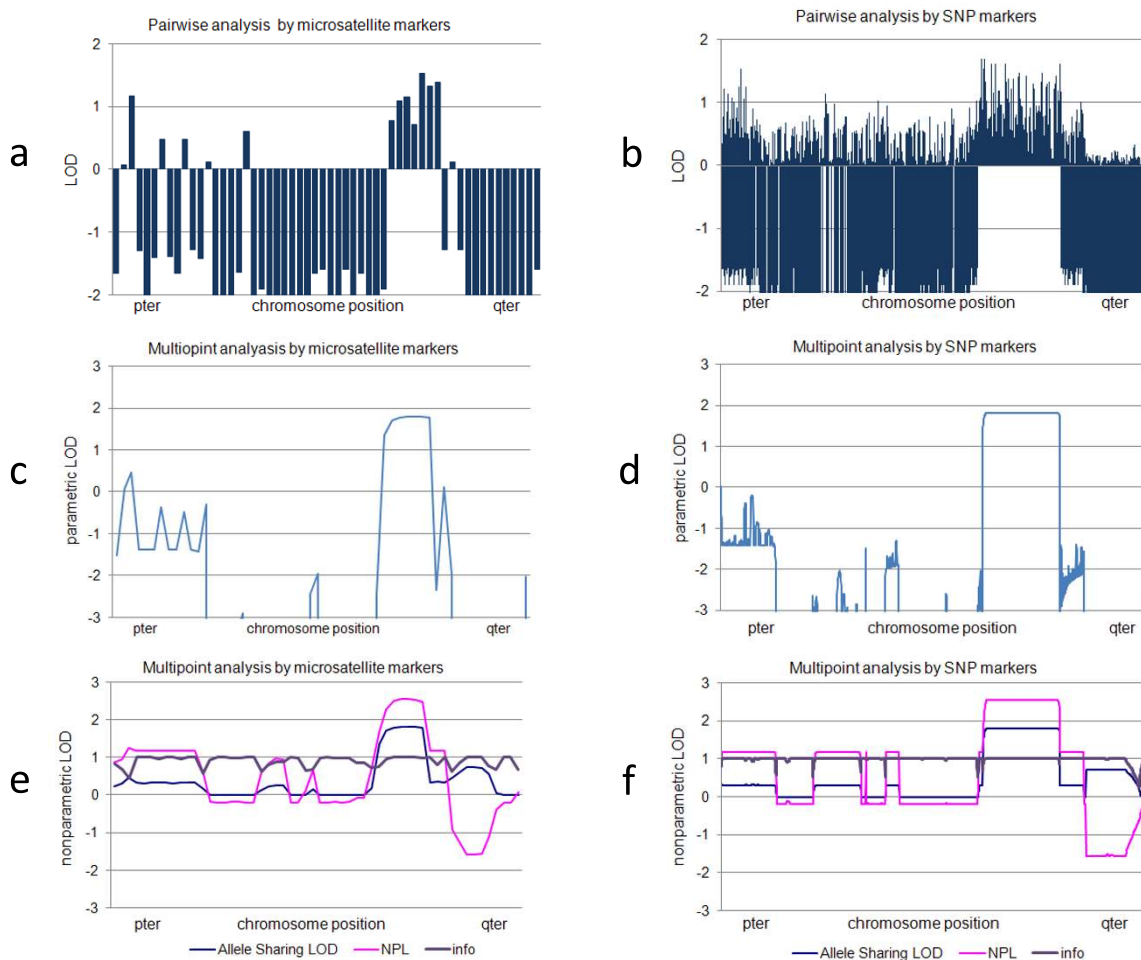 Pairwise analysis by microsatellite markers
a
LOD
2
1
0
-1
-2
pter chromosome position qter
Pairwise analysis by SNP markers
b
LOD
2
1
0
-1
-2
pter chromosome position qter
Multiopint analyasis by microsatellite markers
c
parametric LOD
3
2
1
0
-1
-2
-3
pter chromosome position qter
Multipoint analysis by SNP markers
d
parametric LOD
3
2
1
0
-1
-2
-3
pter chromosome position qter
Multipoint analysis by microsatellite markers
e
nonparametric LOD
3
2
1
0
-1
-2
-3
pter chromosome position qter
Allele Sharing LOD NPL info
Multipoint analysis by SNP markers
f
nonparametric LOD
3
2
1
0
-1
-2
-3
pter chromosome position qter
Allele Sharing LOD NPL info